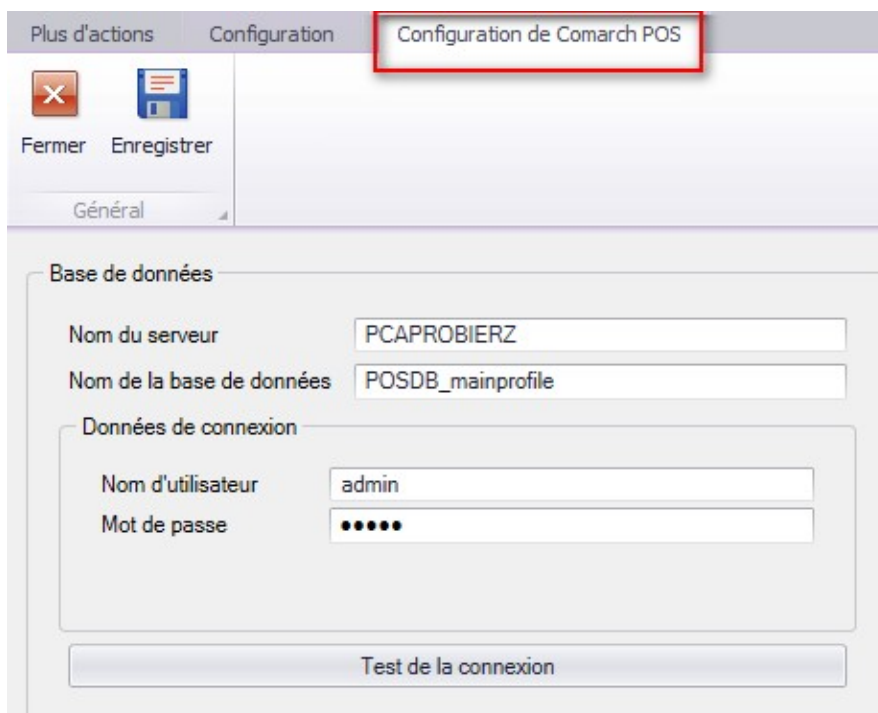 Plus d'actions Configuration Configuration de Comarch POS
Fermer Enregistrer
Général
Base de données
Nom du serveur PCAPROBIERZ
Nom de la base de données POSDB_mainprofile
Données de connexion
Nom d'utilisateur admin
Mot de passe •••••
Test de la connexion